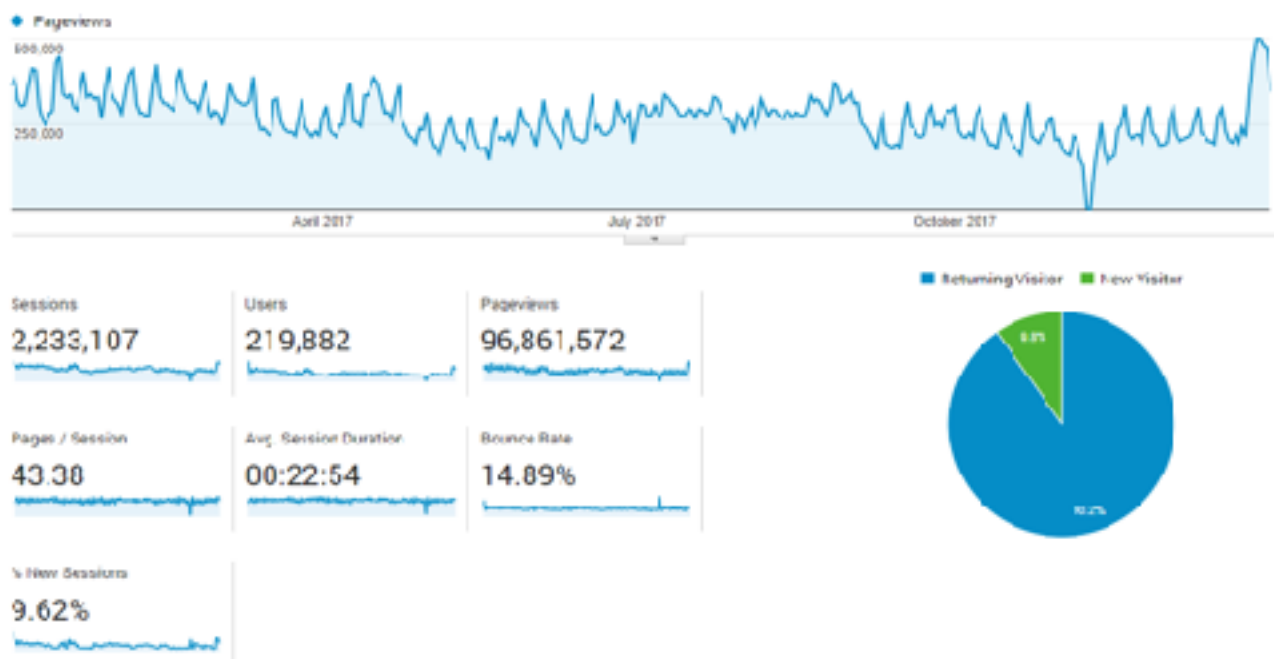 Pageviews
500,000
250,000
April 2017
July 2017
October 2017
Returning Visitor
New Visitor
Sessions
2,233,107
Users
219,882
Pageviews
96,861,572
Pages / Session
43.38
Avg. Session Duration
00:22:54
Bounce Rate
14.89%
% New Sessions
9.62%